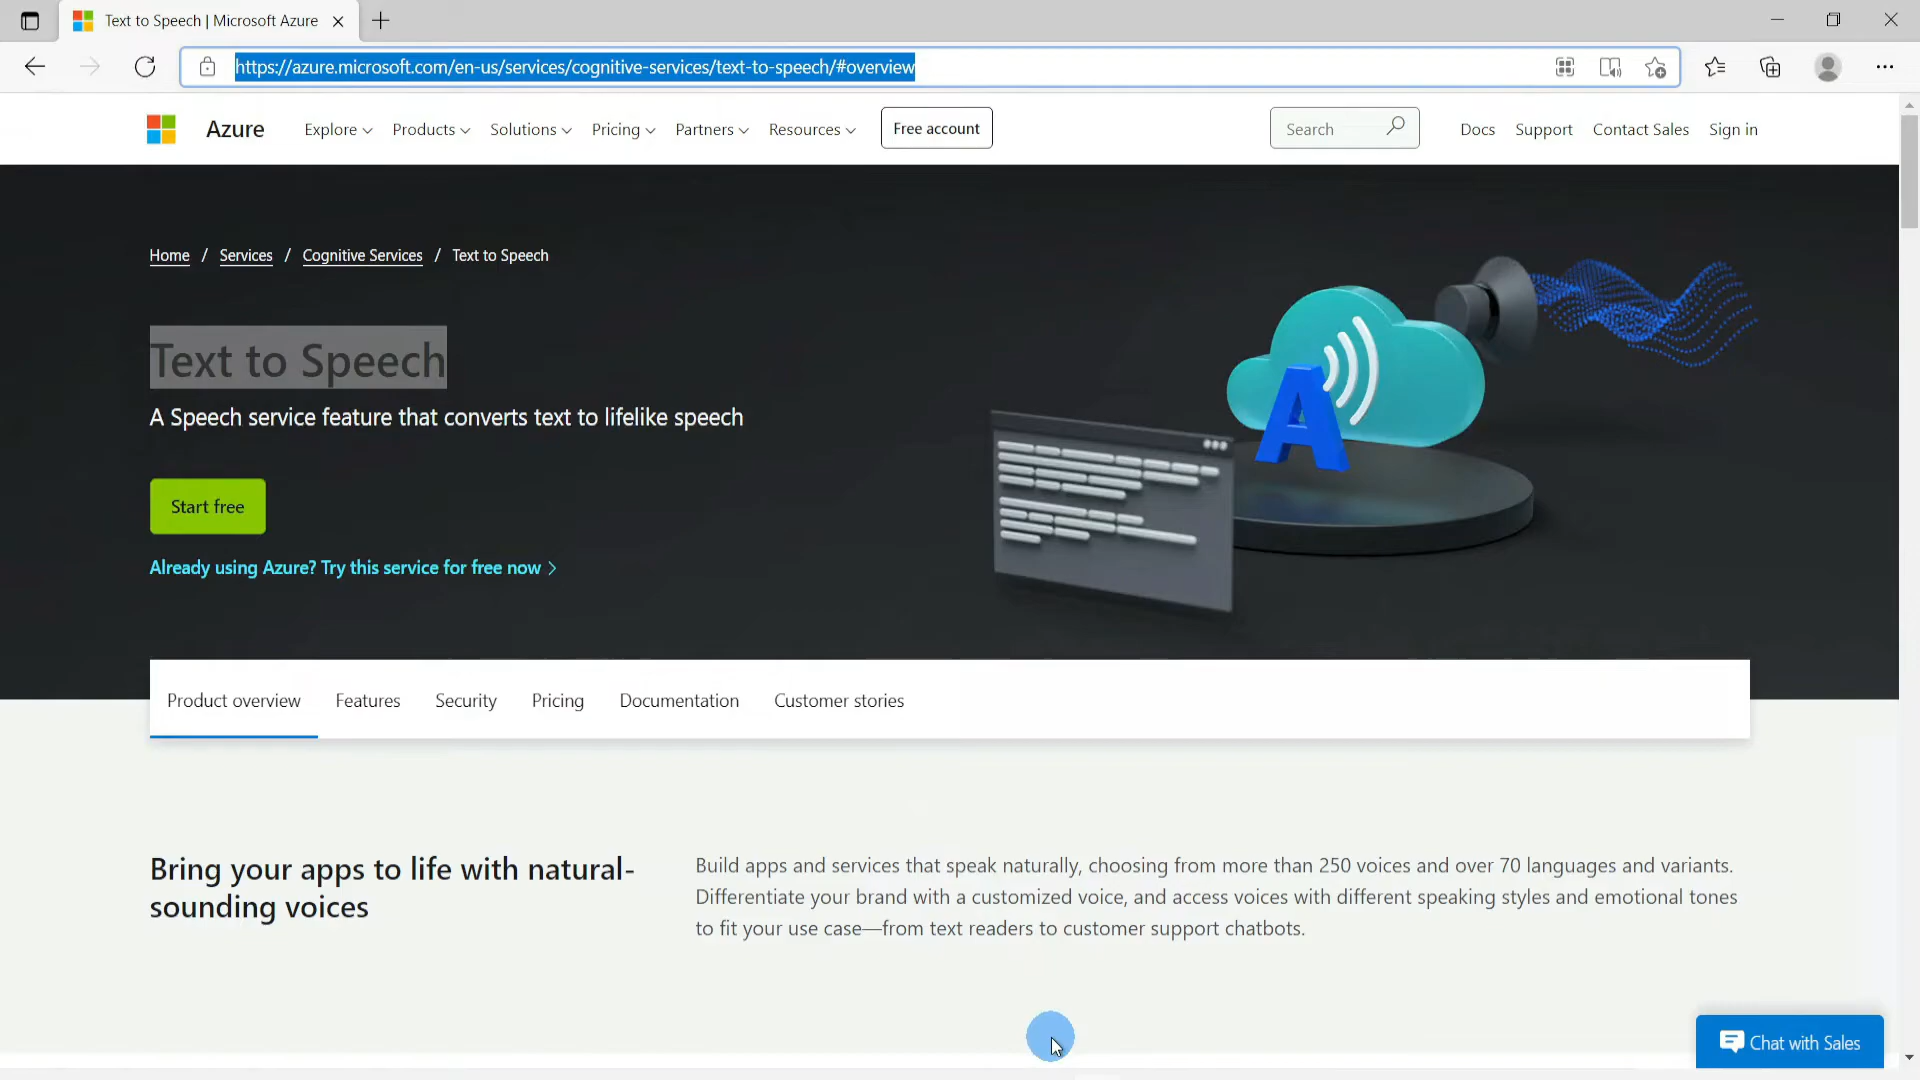 Text to Speech | Microsoft Azure
https://azure.microsoft.com/en-us/services/cognitive-services/text-to-speech/#overview
Azure Explore Products Solutions Pricing Partners Resources Free account Search Docs Support Contact Sales Sign in
Home / Services / Cognitive Services / Text to Speech
Text to Speech
A Speech service feature that converts text to lifelike speech
A
Start free
Already using Azure? Try this service for free now >
Product overview Features Security Pricing Documentation Customer stories
Bring your apps to life with natural-
sounding voices
Build apps and services that speak naturally, choosing from more than 250 voices and over 70 languages and variants.
Differentiate your brand with a customized voice, and access voices with different speaking styles and emotional tones
to fit your use case—from text readers to customer support chatbots.
Chat with Sales